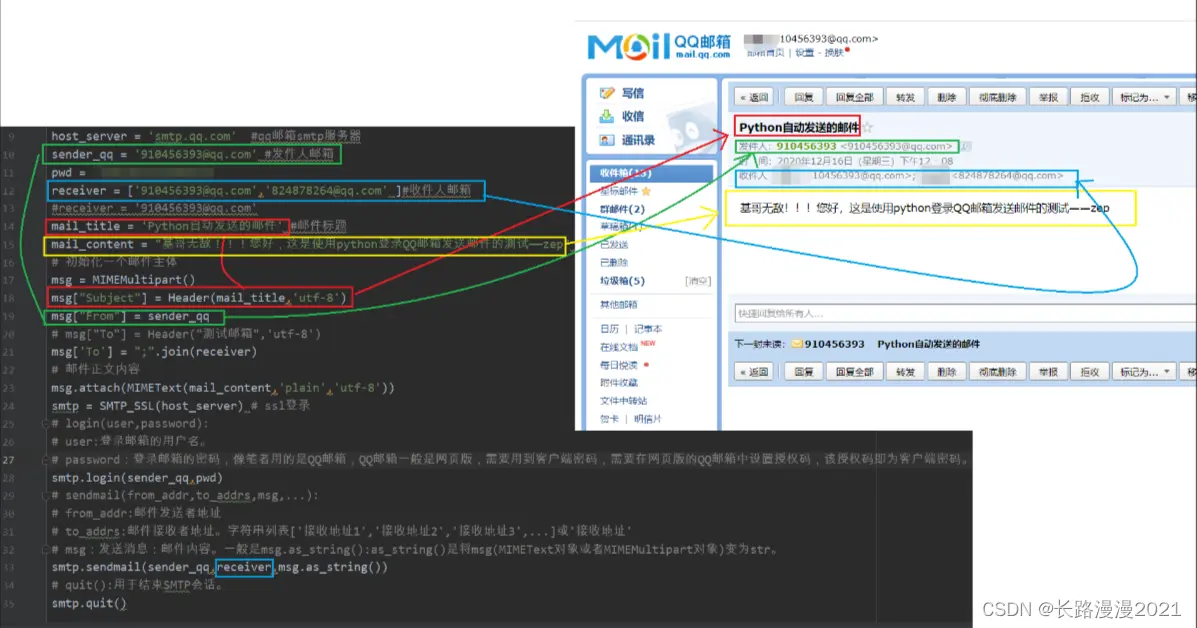 9 host_server = 'smtp.qq.com' #qq邮箱smtp服务器
10 sender_qq = '910456393@qq.com' #发件人邮箱
11 pwd =
12 receiver = ['910456393@qq.com','824878264@qq.com' ]#收件人邮箱
13 #receiver = '910456393@qq.com'
14 mail_title = 'Python自动发送的邮件' #邮件标题
15 mail_content = "基哥无敌!!!您好,这是使用python登录QQ邮箱发送邮件的测试——zep
16 # 初始化一个邮件主体
17 msg = MIMEMultipart()
18 msg["Subject"] = Header(mail_title,'utf-8')
19 msg["From"] = sender_qq
20 # msg["To"] = Header("测试邮箱",'utf-8')
21 msg['To'] = ";".join(receiver)
22 # 邮件正文内容
23 msg.attach(MIMEText(mail_content,'plain','utf-8'))
24 smtp = SMTP_SSL(host_server) # ssl登录
25 # login(user,password):
26 # user:登录邮箱的用户名。
27 # password:登录邮箱的密码,像笔者用的是QQ邮箱,QQ邮箱一般是网页版,需要用到客户端密码,需要在网页版的QQ邮箱中设置授权码,该授权码即为客户端密码。
28 smtp.login(sender_qq,pwd)
29 # sendmail(from_addr,to_addrs,msg,...):
30 # from_addr:邮件发送者地址
31 # to_addrs:邮件接收者地址。字符串列表['接收地址1','接收地址2','接收地址3',...]或'接收地址'
32 # msg:发送消息:邮件内容。一般是msg.as_string():as_string()是将msg(MIMEText对象或者MIMEMultipart对象)变为str。
33 smtp.sendmail(sender_qq,receiver,msg.as_string())
34 # quit():用于结束SMTP会话。
35 smtp.quit()
Mail QQ邮箱
mail.qq.com
10456393@qq.com>
邮箱首页 | 设置 - 换肤
写信
收信
通讯录
收件箱(13)
星标邮件
群邮件(2)
草稿箱(1)
已发送
已删除
垃圾箱(5) [清空]
其他邮箱
日历 | 记事本
在线文档 NEW
每日悦读
附件收藏
文件中转站
贺卡 | 明信片
« 返回 回复 回复全部 转发 删除 彻底删除 举报 拒收 标记为... 移
Python自动发送的邮件
发件人: 910456393 <910456393@qq.com>
时 间: 2020年12月16日(星期三) 下午12:08
收件人 10456393@qq.com>; <824878264@qq.com>
基哥无敌!!!您好,这是使用python登录QQ邮箱发送邮件的测试——zep
快捷回复给所有人...
下一封未读: 910456393 Python自动发送的邮件
« 返回 回复 回复全部 转发 删除 彻底删除 举报 拒收 标记为... 移
CSDN @长路漫漫2021